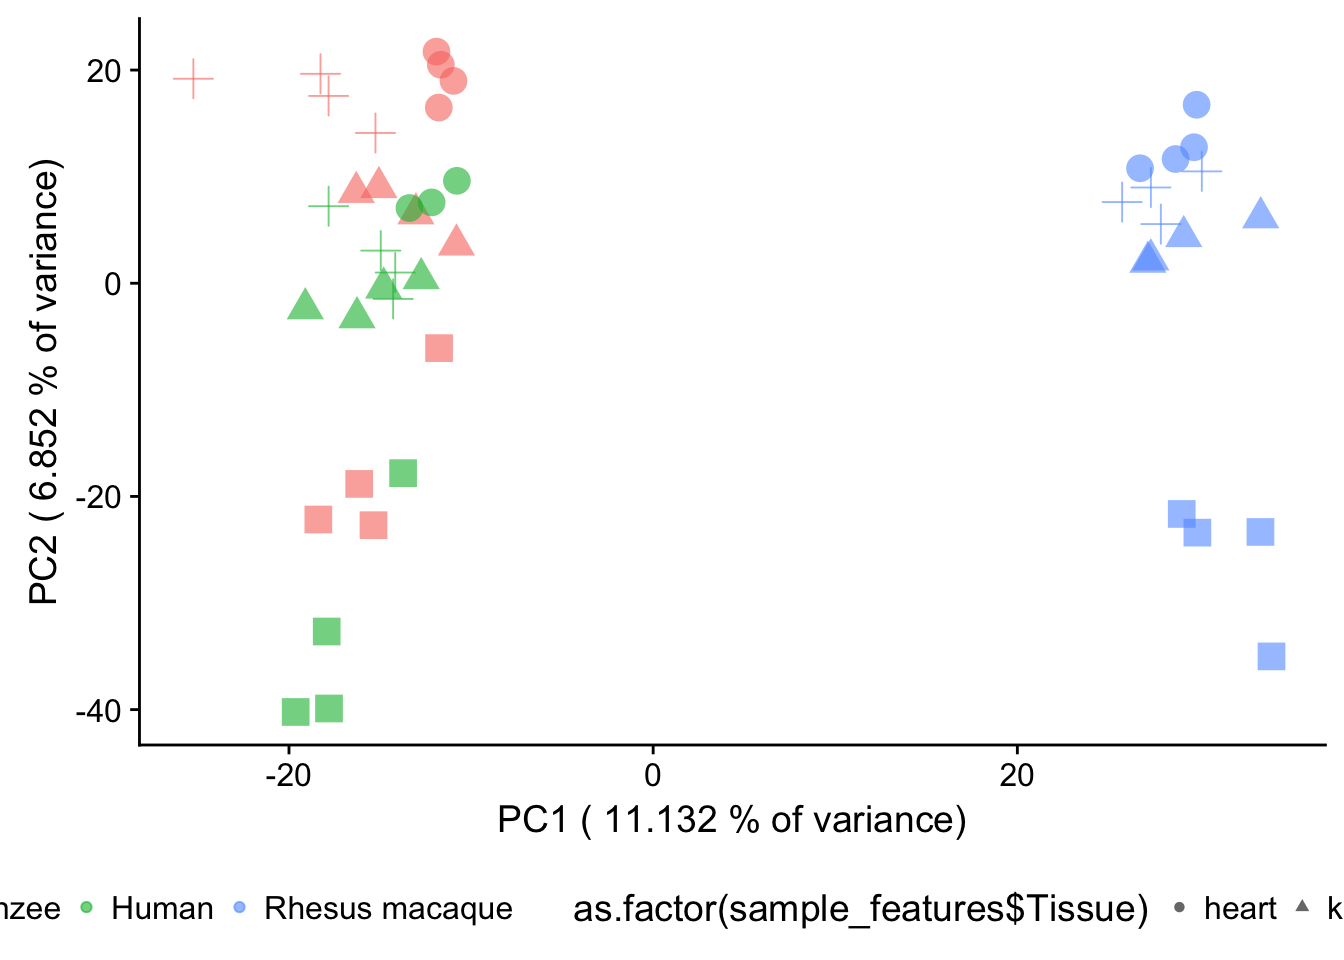 20
0
-20
-40
PC2 ( 6.852 % of variance)
-20 0 20
PC1 ( 11.132 % of variance)
nzee Human Rhesus macaque as.factor(sample_features$Tissue) heart k